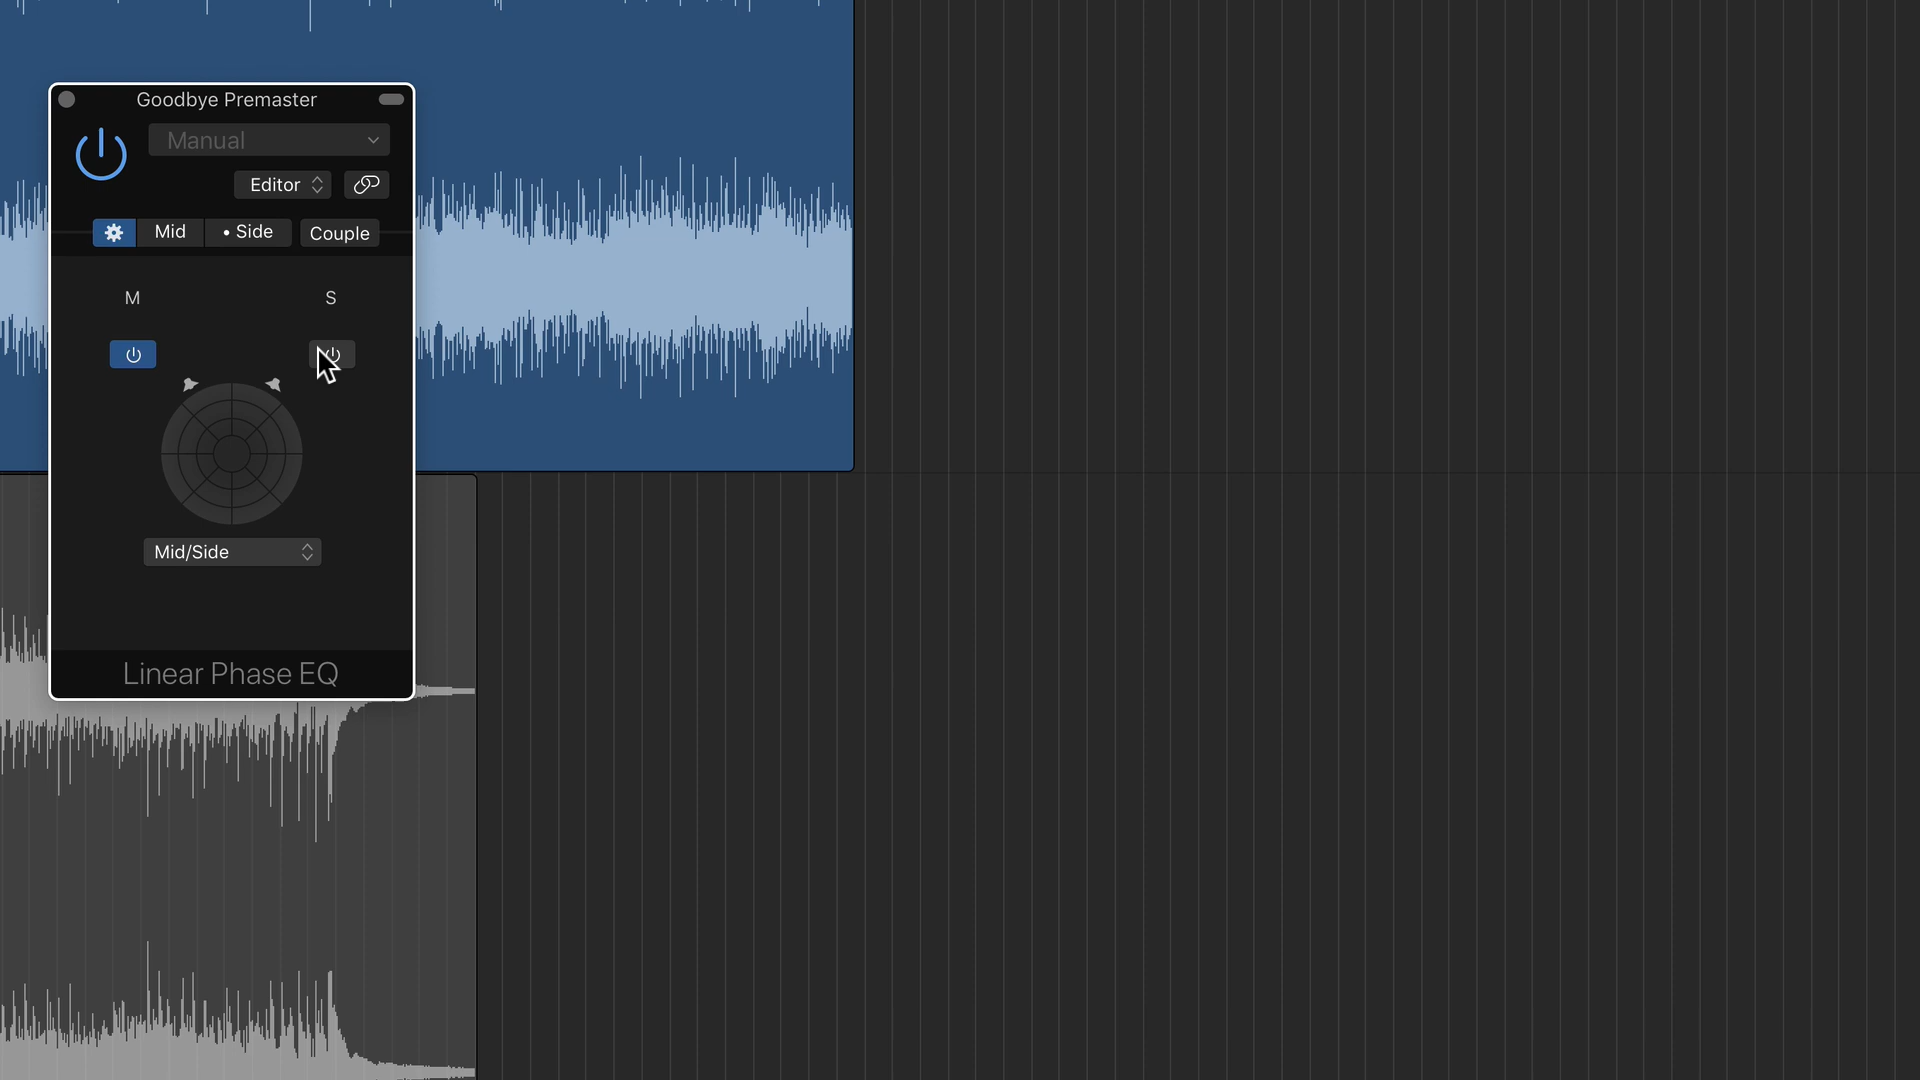 Goodbye Premaster
Manual
Editor
Mid • Side Couple
M S
Mid/Side
Linear Phase EQ